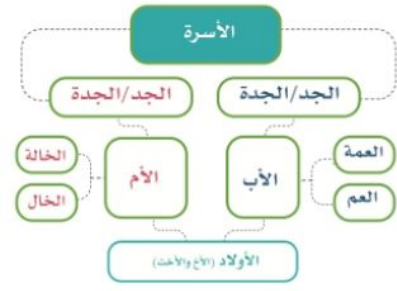 الأسرة
الجد/الجدة
الجد/الجدة
العمة
الأب
الأم
الخالة
العم
الخال
الأولاد (الأخ والأخت)